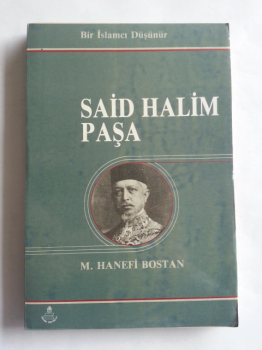 Bir İslamcı Düşünür
SAİD HALİM
PAŞA
M. HANEFİ BOSTAN